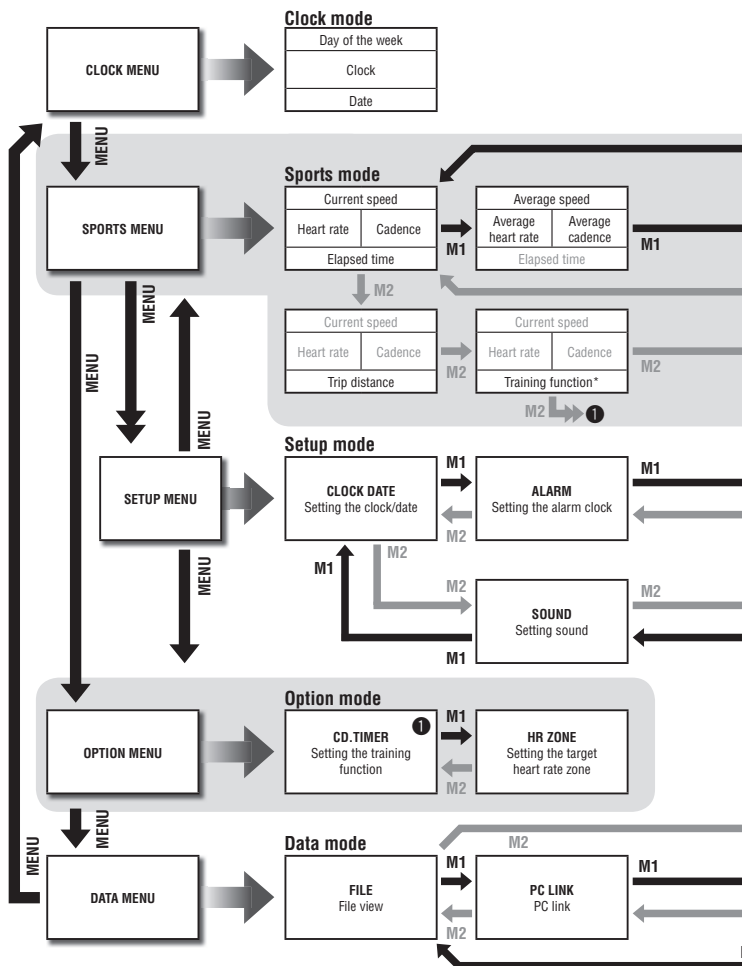 Clock mode
CLOCK MENU
Day of the week
Clock
Date
MENU
Sports mode
SPORTS MENU
Current speed
Heart rate
Cadence
Elapsed time
M1
Average speed
Average
heart rate
Average
cadence
Elapsed time
M1
M2
Current speed
Heart rate
Cadence
Trip distance
M2
Current speed
Heart rate
Cadence
Training function*
M2
M2
1
MENU
MENU
MENU
Setup mode
SETUP MENU
CLOCK DATE
Setting the clock/date
M1
M2
ALARM
Setting the alarm clock
M1
M2
M1
M2
M1
SOUND
Setting sound
M2
MENU
Option mode
OPTION MENU
CD.TIMER
1
Setting the training
function
M1
M2
HR ZONE
Setting the target
heart rate zone
MENU
MENU
Data mode
DATA MENU
FILE
File view
M2
M1
M2
PC LINK
PC link
M1